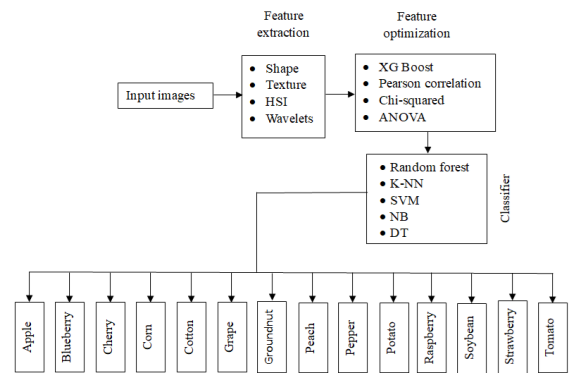 Feature
extraction
Feature
optimization
Input images
Shape
Texture
HSI
Wavelets
XG Boost
Pearson correlation
Chi-squared
ANOVA
Random forest
K-NN
SVM
NB
DT
Classifier
Apple
Blueberry
Cherry
Corn
Cotton
Grape
Groundnut
Peach
Pepper
Potato
Raspberry
Soybean
Strawberry
Tomato